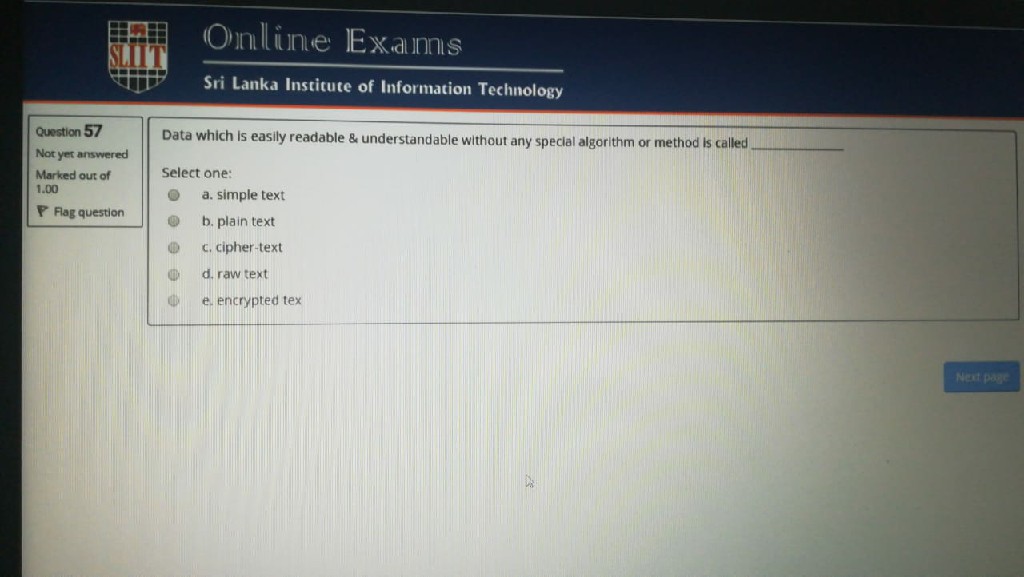 SLIIT
Online Exams
Sri Lanka Institute of Information Technology
Question 57
Not yet answered
Marked out of
1.00
Flag question
Data which is easily readable & understandable without any special algorithm or method is called ____________
Select one:
a. simple text
b. plain text
c. cipher-text
d. raw text
e. encrypted tex
Next page